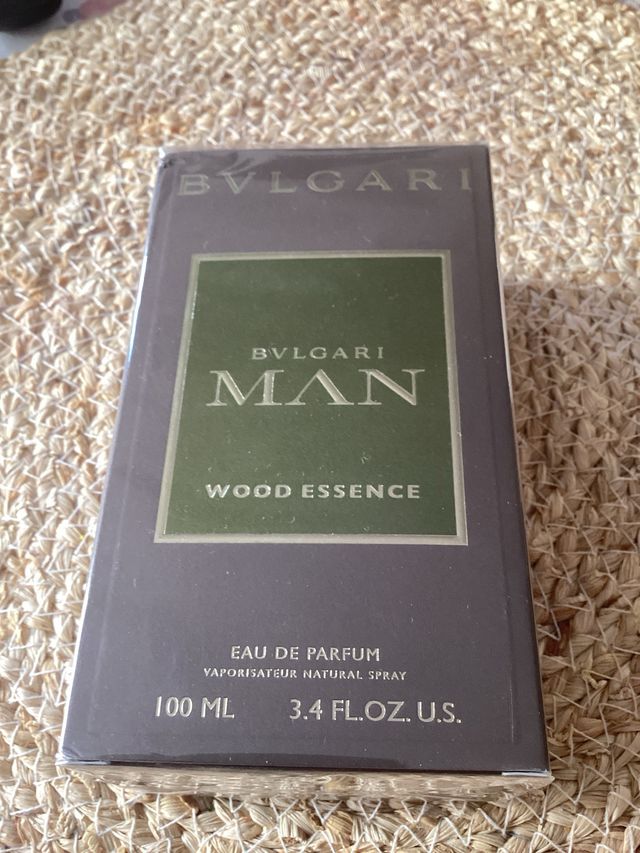 BVLGARI
BVLGARI
MAN
WOOD ESSENCE
EAU DE PARFUM
VAPORISATEUR NATURAL SPRAY
100 ML 3.4 FL.OZ. U.S.